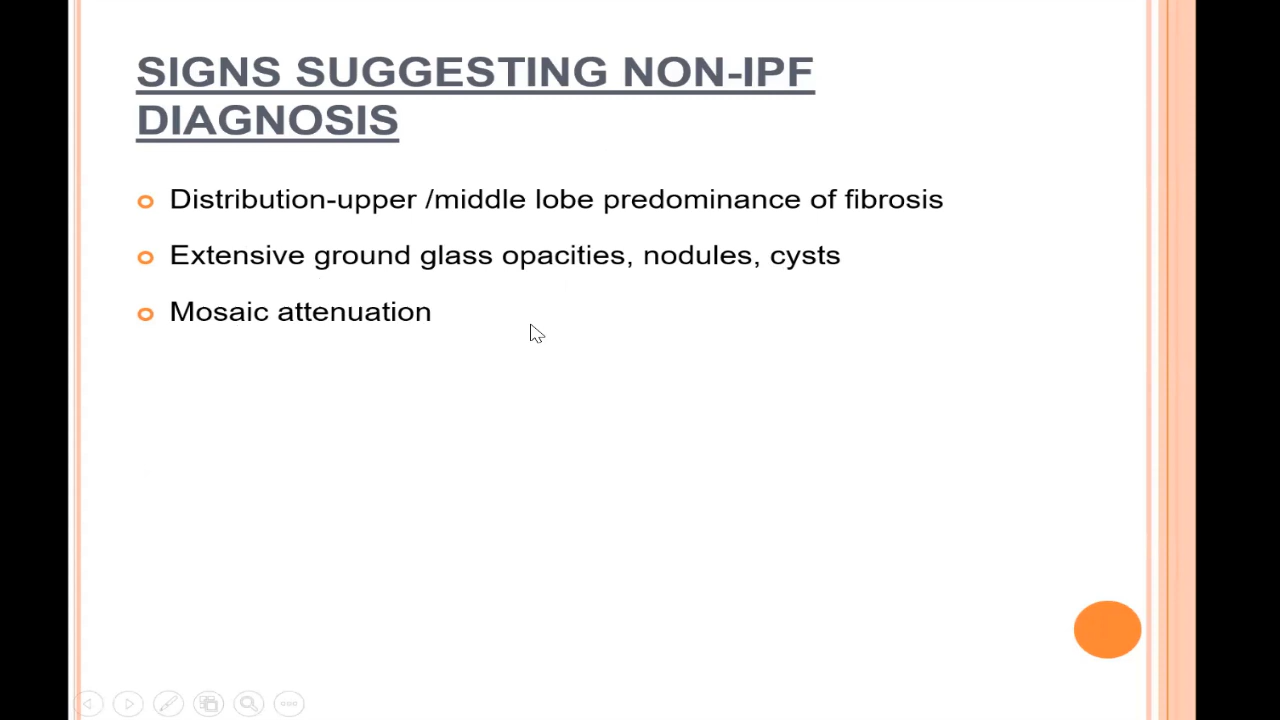 SIGNS SUGGESTING NON-IPF
DIAGNOSIS
Distribution-upper /middle lobe predominance of fibrosis
Extensive ground glass opacities, nodules, cysts
Mosaic attenuation